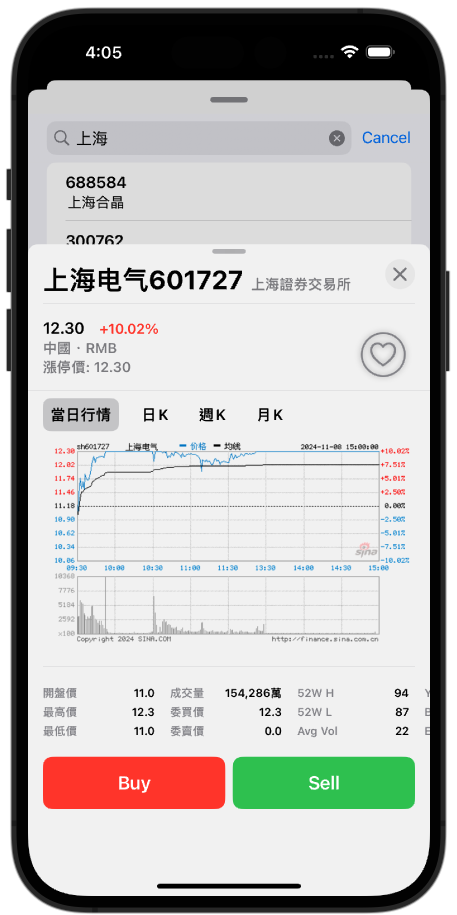 4:05
上海
Cancel
688584
上海合晶
300762
上海电气601727 上海證券交易所
12.30 +10.02%
中國 · RMB
漲停價: 12.30
當日行情 日K 週K 月K
sh601727 上海电气 价格 均线 2024-11-08 15:00:00
12.30 +10.02%
12.02 +7.51%
11.74 +5.01%
11.46 +2.50%
11.18 0.00%
10.90 -2.50%
10.62 -5.01%
10.34 -7.51%
10.06 -10.02%
sina
09:30 10:00 10:30 11:00 11:30 13:30 14:00 14:30 15:00
10368
7776
5184
2592
x100
Copyright 2024 SINA.COM http://finance.sina.com.cn
開盤價 11.0 成交量 154,286萬 52W H 94 Y
最高價 12.3 委買價 12.3 52W L 87
最低價 11.0 委賣價 0.0 Avg Vol 22
Buy Sell